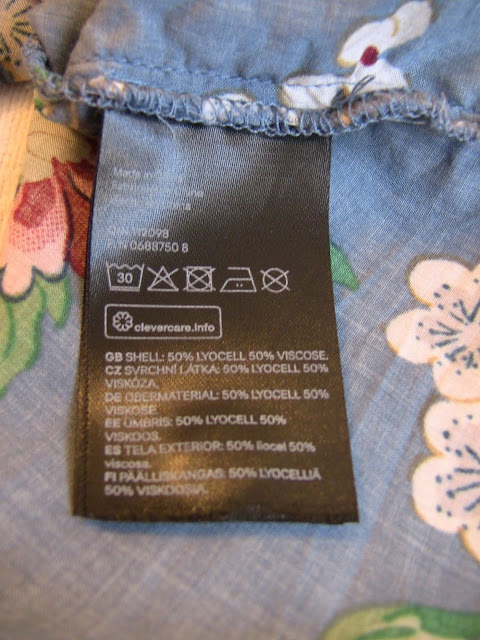 Made in
112098
0688750 8
30
clevercare.info
GB SHELL: 50% LYOCELL 50% VISCOSE.
CZ SVRCHNÍ LÁTKA: 50% LYOCELL 50%
VISKÓZA.
DE OBERMATERIAL: 50% LYOCELL 50%
VISKOSE.
EE ÜMBRIS: 50% LYOCELL 50%
VISKOOS.
ES TELA EXTERIOR: 50% liocel 50%
viscosa.
FI PÄÄLLISKANGAS: 50% LYOCELLIÄ
50% VISKOOSIA.